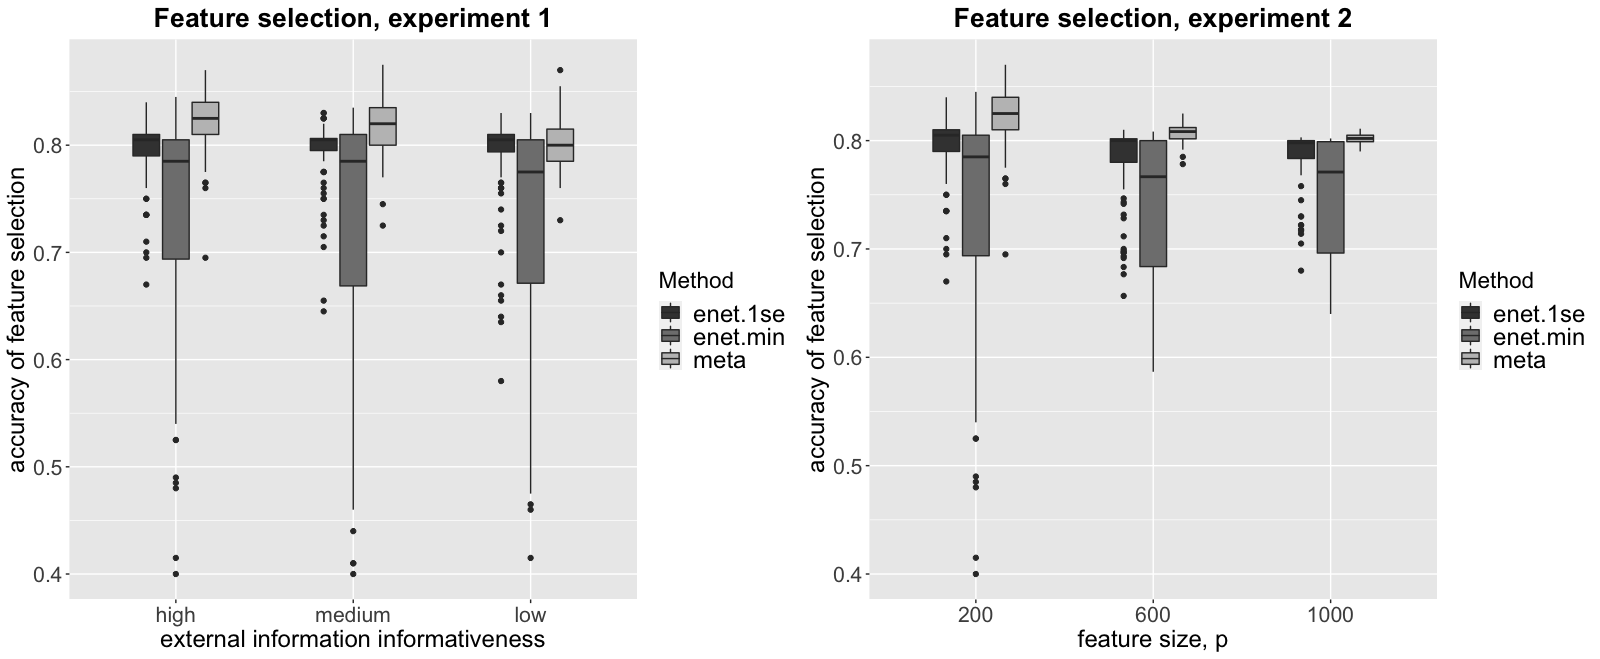 Feature selection, experiment 1
accuracy of feature selection
0.8
0.7
0.6
0.5
0.4
high medium low
external information informativeness
Method
enet.1se
enet.min
meta
Feature selection, experiment 2
accuracy of feature selection
0.8
0.7
0.6
0.5
0.4
200 600 1000
feature size, p
Method
enet.1se
enet.min
meta